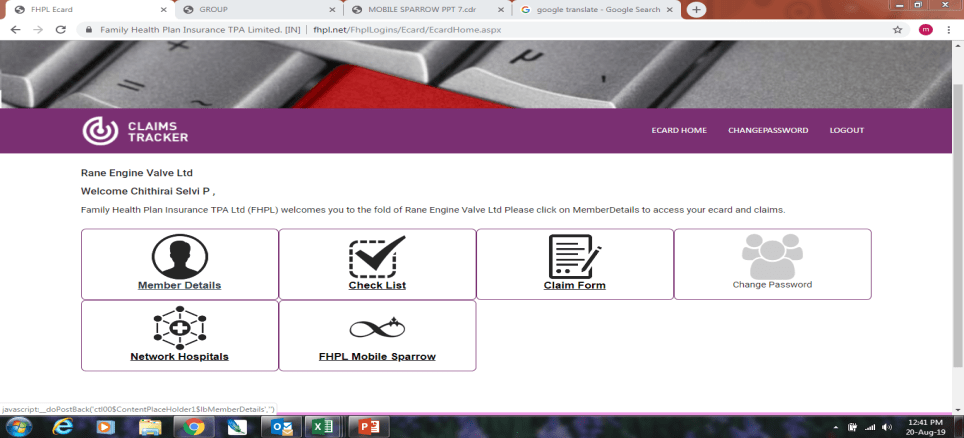 FHPL Ecard
GROUP
MOBILE SPARROW PPT 7.cdr
google translate - Google Search
Family Health Plan Insurance TPA Limited. [IN] | fhpl.net/FhplLogins/Ecard/EcardHome.aspx
m
CLAIMS
TRACKER
ECARD HOME
CHANGEPASSWORD
LOGOUT
Rane Engine Valve Ltd
Welcome Chithirai Selvi P ,
Family Health Plan Insurance TPA Ltd (FHPL) welcomes you to the fold of Rane Engine Valve Ltd Please click on MemberDetails to access your ecard and claims.
Member Details
Check List
Claim Form
Change Password
Network Hospitals
FHPL Mobile Sparrow
javascript:__doPostBack('ctl00$ContentPlaceHolder1$lbMemberDetails','')
12:41 PM
20-Aug-19